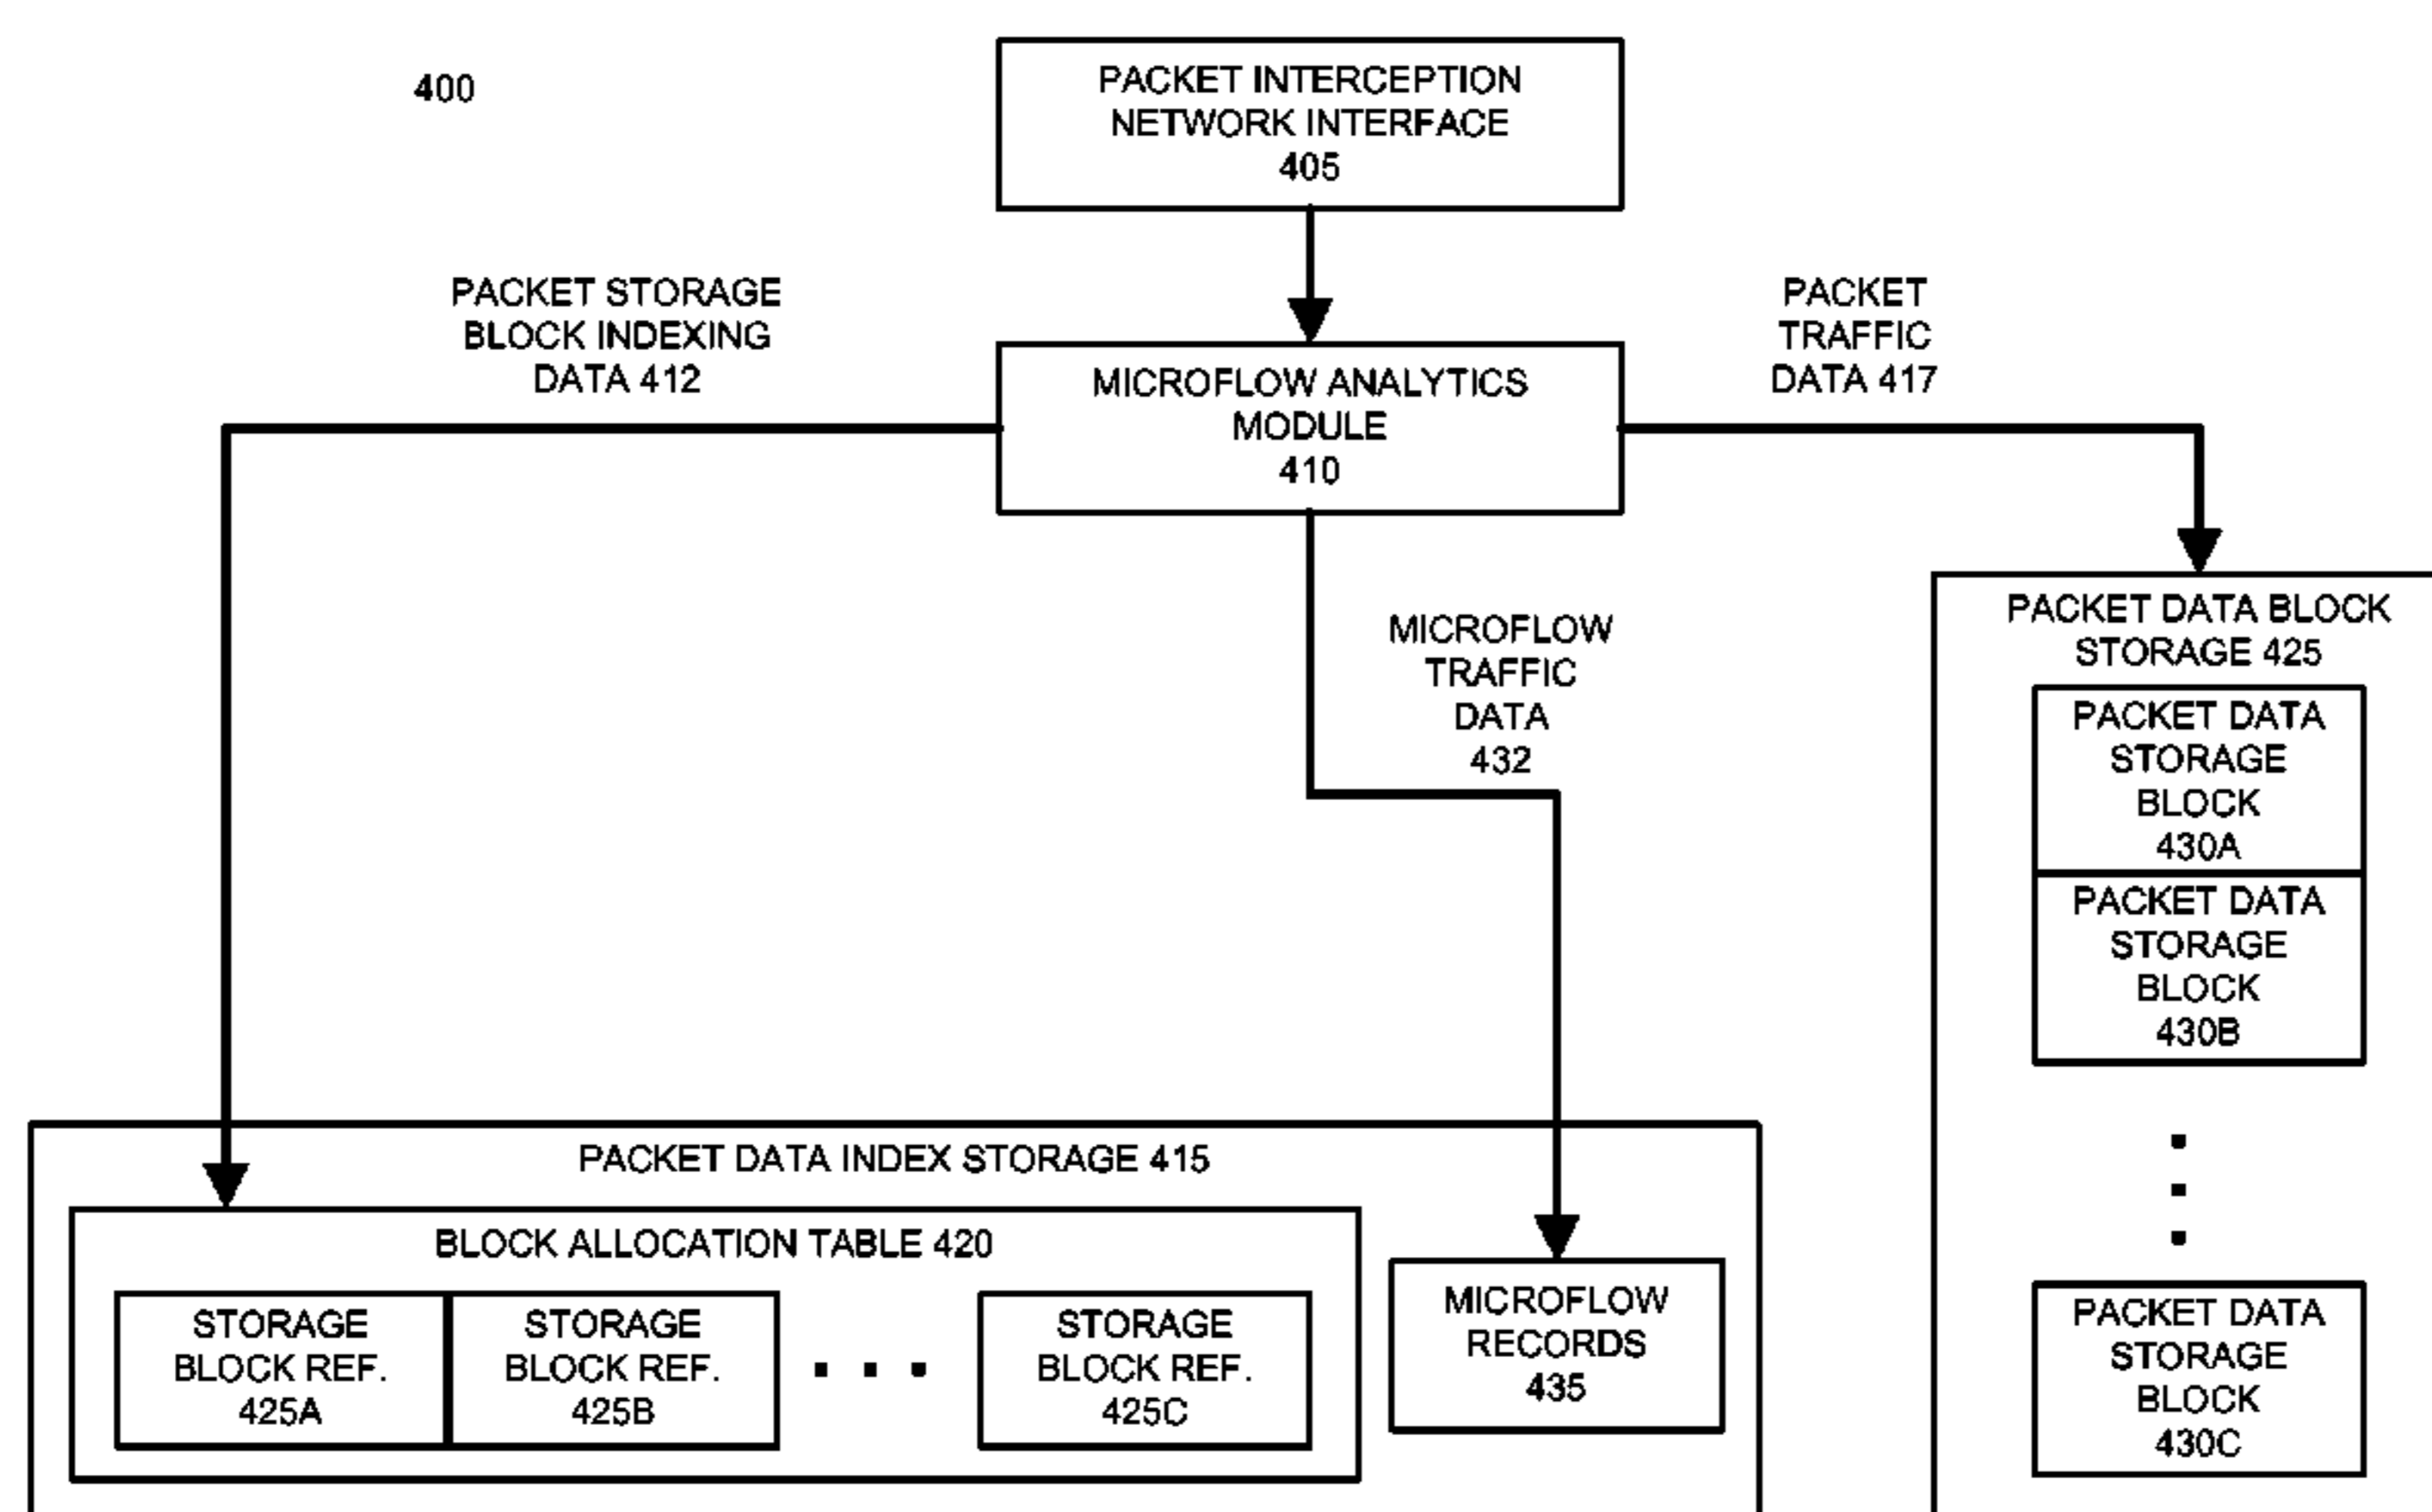 400
PACKET INTERCEPTION
NETWORK INTERFACE
405
PACKET STORAGE
BLOCK INDEXING
DATA 412
MICROFLOW ANALYTICS
MODULE
410
PACKET
TRAFFIC
DATA 417
MICROFLOW
TRAFFIC
DATA
432
PACKET DATA BLOCK
STORAGE 425
PACKET DATA
STORAGE
BLOCK
430A
PACKET DATA
STORAGE
BLOCK
430B
PACKET DATA
STORAGE
BLOCK
430C
PACKET DATA INDEX STORAGE 415
BLOCK ALLOCATION TABLE 420
STORAGE
BLOCK REF.
425A
STORAGE
BLOCK REF.
425B
STORAGE
BLOCK REF.
425C
MICROFLOW
RECORDS
435